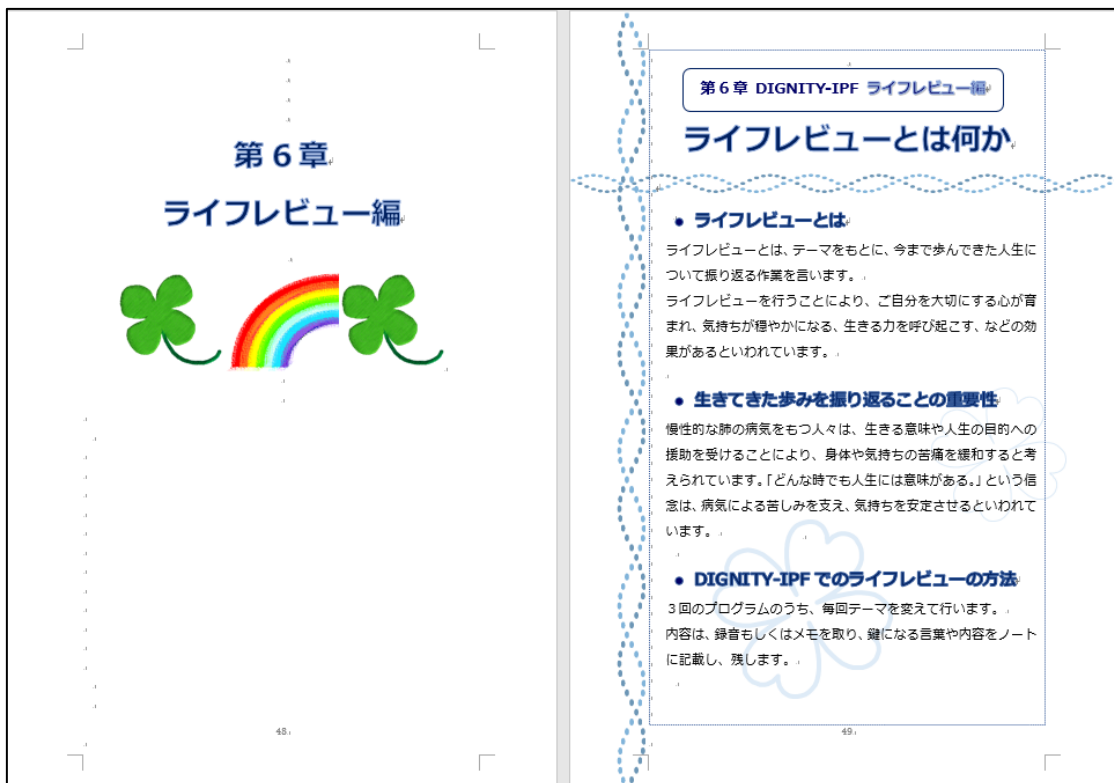 第６章
ライフレビュー編
48
第６章 DIGNITY-IPF ライフレビュー編
ライフレビューとは何か
● ライフレビューとは
ライフレビューとは、テーマをもとに、今まで歩んできた人生に
ついて振り返る作業を言います。
ライフレビューを行うことにより、ご自分を大切にする心が育
まれ、気持ちが穏やかになる、生きる力を呼び起こす、などの効
果があるといわれています。
● 生きてきた歩みを振り返ることの重要性
慢性的な肺の病気をもつ人々は、生きる意味や人生の目的への
援助を受けることにより、身体や気持ちの苦痛を緩和すると考
えられています。「どんな時でも人生には意味がある。」という信
念は、病気による苦しみを支え、気持ちを安定させるといわれて
います。
● DIGNITY-IPF でのライフレビューの方法
３回のプログラムのうち、毎回テーマを変えて行います。
内容は、録音もしくはメモを取り、鍵になる言葉や内容をノート
に記載し、残します。
49